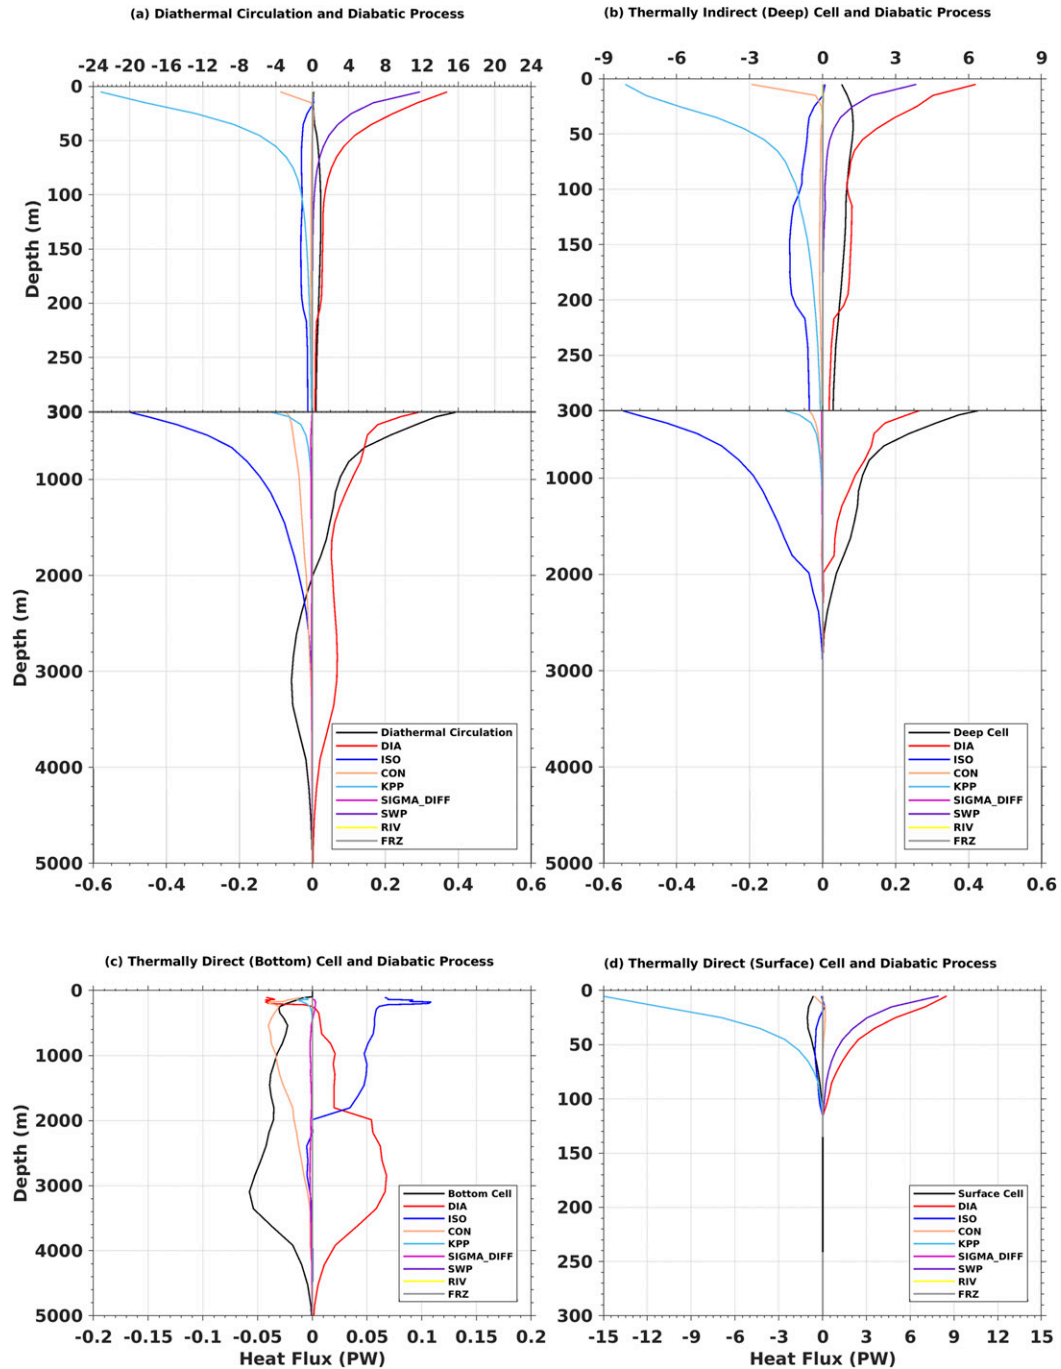 (a) Diathermal Circulation and Diabatic Process
-24 -20 -16 -12 -8 -4 0 4 8 12 16 20 24
0
50
100
150
200
250
300
Depth (m)
1000
2000
3000
4000
5000
Depth (m)
Diathermal Circulation
DIA
ISO
CON
KPP
SIGMA_DIFF
SWP
RIV
FRZ
-0.6 -0.4 -0.2 0 0.2 0.4 0.6
(b) Thermally Indirect (Deep) Cell and Diabatic Process
-9 -6 -3 0 3 6 9
0
50
100
150
200
250
300
1000
2000
3000
4000
5000
Deep Cell
DIA
ISO
CON
KPP
SIGMA_DIFF
SWP
RIV
FRZ
-0.6 -0.4 -0.2 0 0.2 0.4 0.6
(c) Thermally Direct (Bottom) Cell and Diabatic Process
0
1000
2000
3000
4000
5000
Depth (m)
Bottom Cell
DIA
ISO
CON
KPP
SIGMA_DIFF
SWP
RIV
FRZ
-0.2 -0.15 -0.1 -0.05 0 0.05 0.1 0.15 0.2
Heat Flux (PW)
(d) Thermally Direct (Surface) Cell and Diabatic Process
0
50
100
150
200
250
300
Surface Cell
DIA
ISO
CON
KPP
SIGMA_DIFF
SWP
RIV
FRZ
-15 -12 -9 -6 -3 0 3 6 9 12 15
Heat Flux (PW)